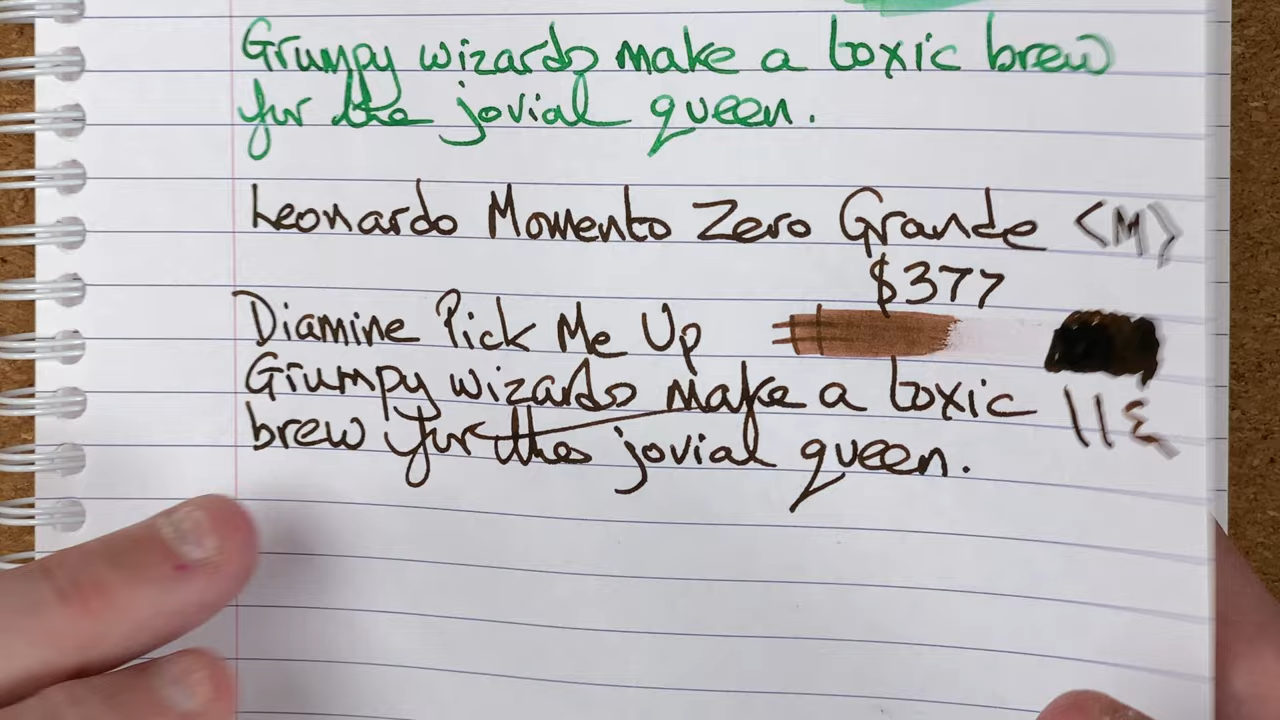 Grumpy wizards make a toxic brew
for the jovial queen.
Leonardo Momento Zero Grande <M>
$377
Diamine Pick Me Up
Grumpy wizards make a toxic
brew for the jovial queen.